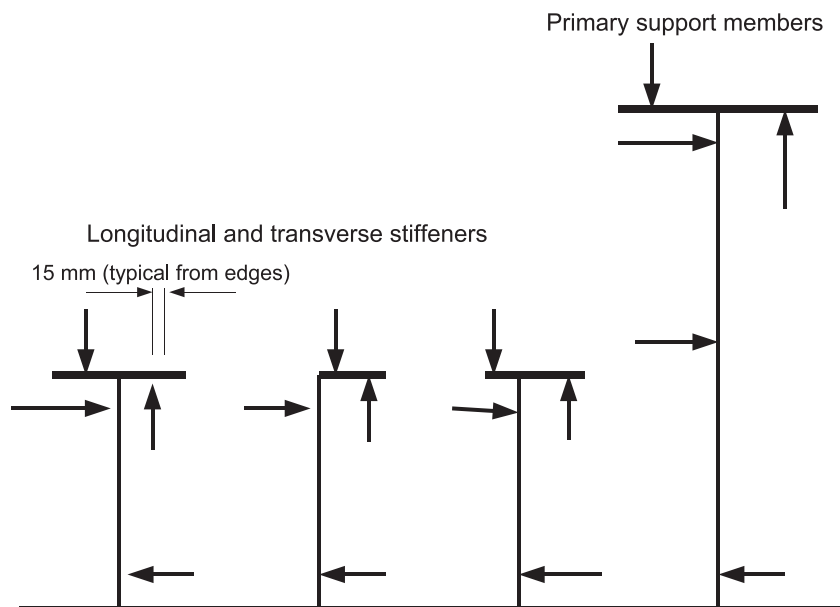 Primary support members
Longitudinal and transverse stiffeners
15 mm (typical from edges)